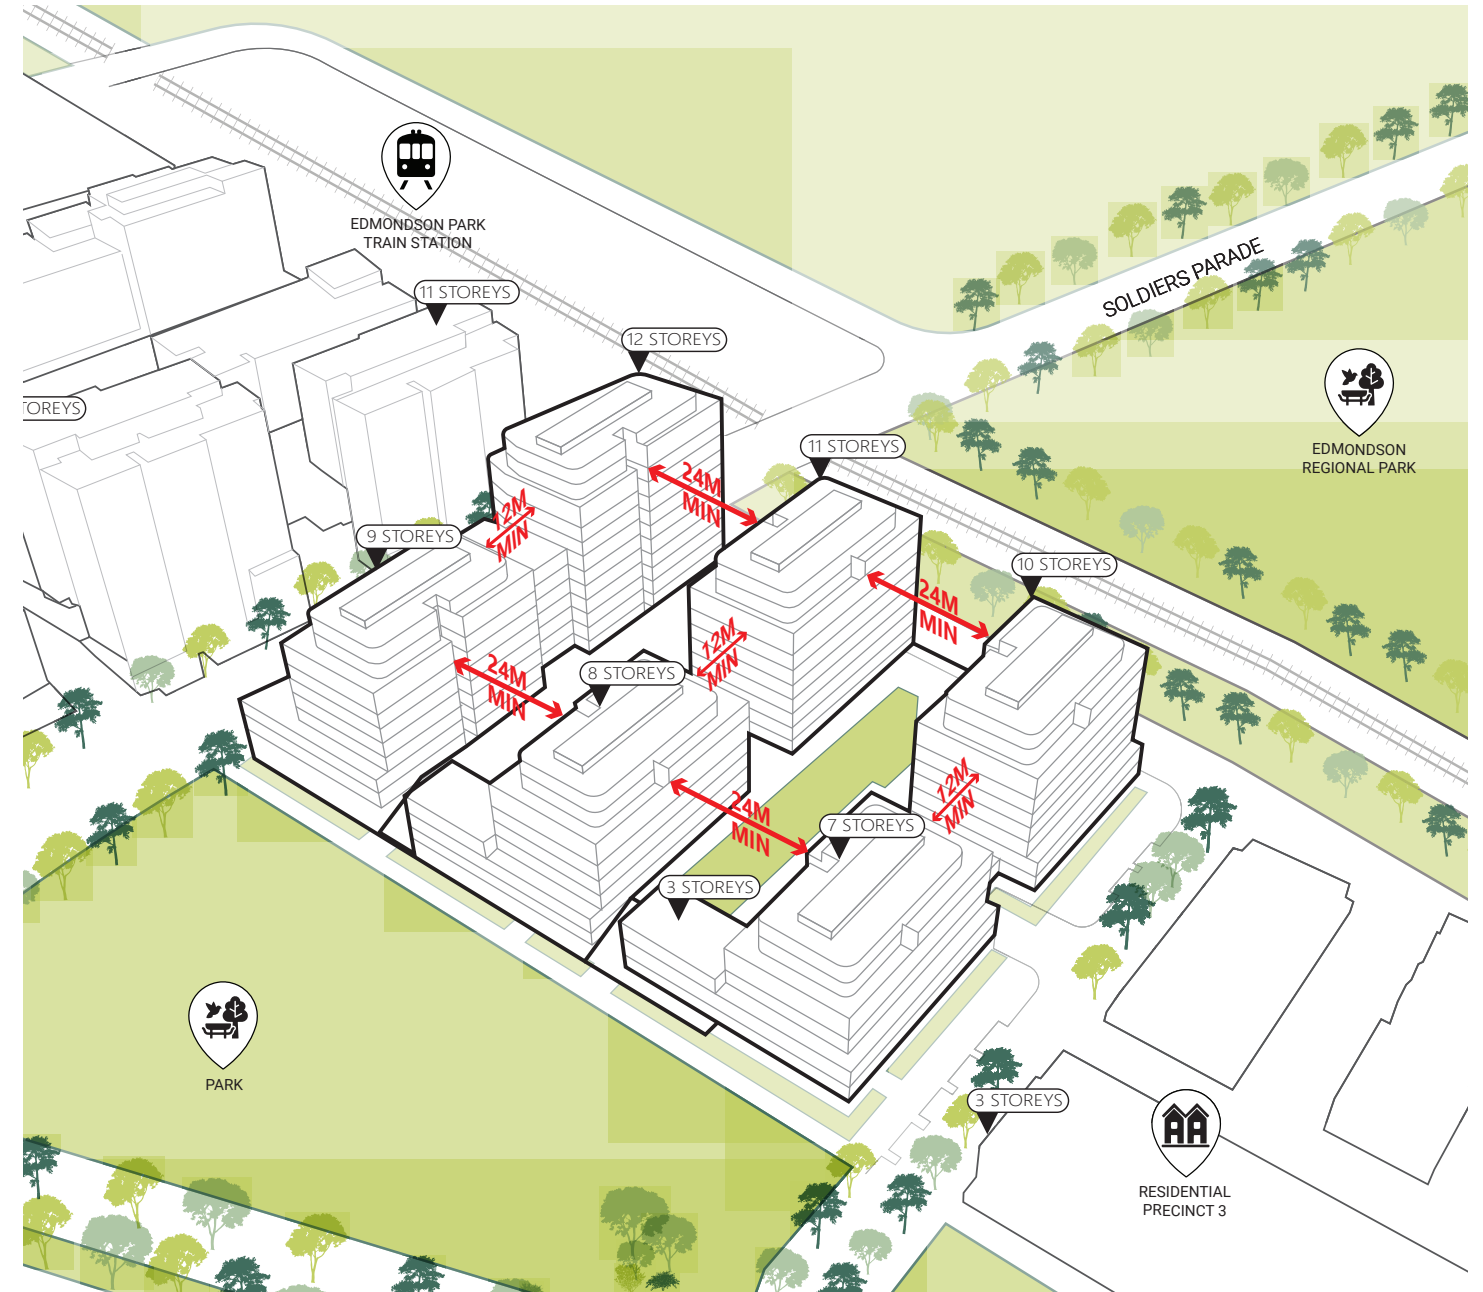 EDMONDSON PARK
TRAIN STATION
11 STOREYS
SOLDIERS PARADE
12 STOREYS
TOREYS
11 STOREYS
EDMONDSON
REGIONAL PARK
24M
MIN
12M
MIN
9 STOREYS
10 STOREYS
24M
MIN
12M
MIN
24M
MIN
8 STOREYS
12M
MIN
24M
MIN
7 STOREYS
3 STOREYS
PARK
3 STOREYS
RESIDENTIAL
PRECINCT 3